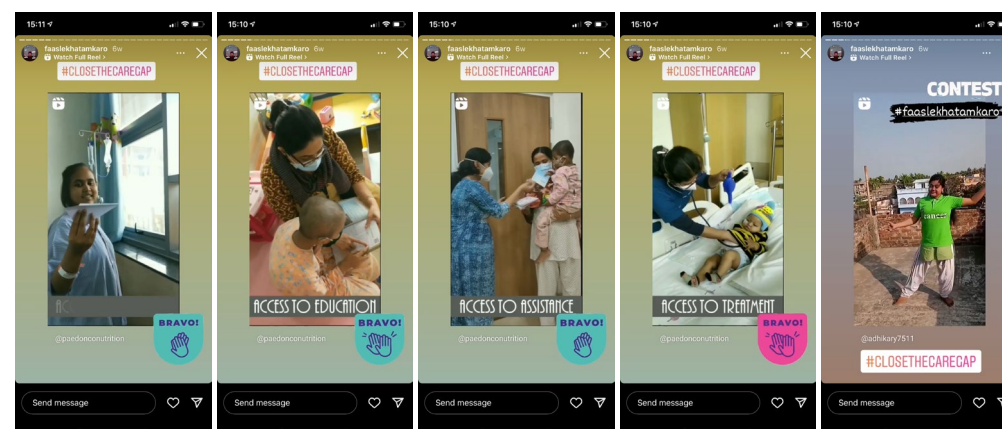 15:11
faaslekhatamkaro 6w
Watch Full Reel >
#CLOSETHECAREGAP
AC
BRAVO!
@paedonconutrition
Send message
15:10
faaslekhatamkaro 6w
Watch Full Reel >
#CLOSETHECAREGAP
ACCESS TO EDUCATION
BRAVO!
@paedonconutrition
Send message
15:10
faaslekhatamkaro 6w
Watch Full Reel >
#CLOSETHECAREGAP
ACCESS TO ASSISTANCE
BRAVO!
@paedonconutrition
Send message
15:10
faaslekhatamkaro 6w
Watch Full Reel >
#CLOSETHECAREGAP
ACCESS TO TREATMENT
BRAVO!
@paedonconutrition
Send message
15:10
faaslekhatamkaro 6w
Watch Full Reel >
CONTEST
#faaslekhatamkaro
cancer
@adhikary7511
#CLOSETHECAREGAP
Send message